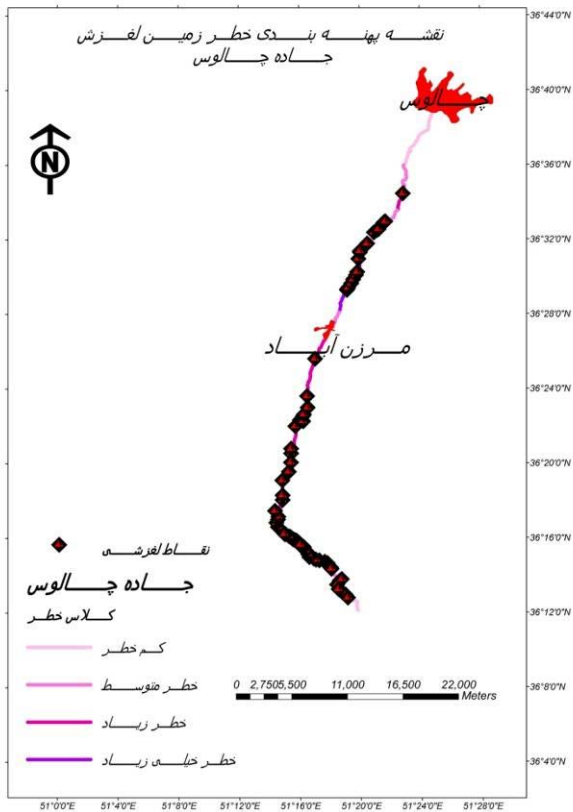 نقشه پهنه بندی خطر زمین لغزش
جاده چالوس
36°44'0"N
36°40'0"N
36°36'0"N
36°32'0"N
36°28'0"N
36°24'0"N
36°20'0"N
36°16'0"N
36°12'0"N
36°8'0"N
36°4'0"N
چالوس
N
مرزن آباد
نقاط لغزشی
جاده چالوس
کلاس خطر
کم خطر
خطر متوسط
خطر زیاد
خطر خیلی زیاد
0 2,750 5,500 11,000 16,500 22,000
Meters
51°0'0"E 51°4'0"E 51°8'0"E 51°12'0"E 51°16'0"E 51°20'0"E 51°24'0"E 51°28'0"E